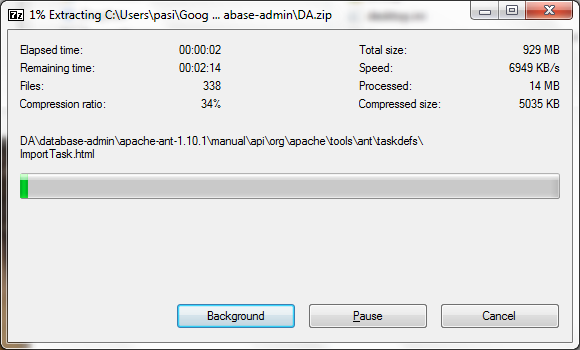 7z 1% Extracting C:\Users\pasi\Goog ... abase-admin\DA.zip
Elapsed time: 00:00:02 Total size: 929 MB
Remaining time: 00:02:14 Speed: 6949 KB/s
Files: 338 Processed: 14 MB
Compression ratio: 34% Compressed size: 5035 KB
DA\database-admin\apache-ant-1.10.1\manual\api\org\apache\tools\ant\taskdefs\
ImportTask.html
Background Pause Cancel